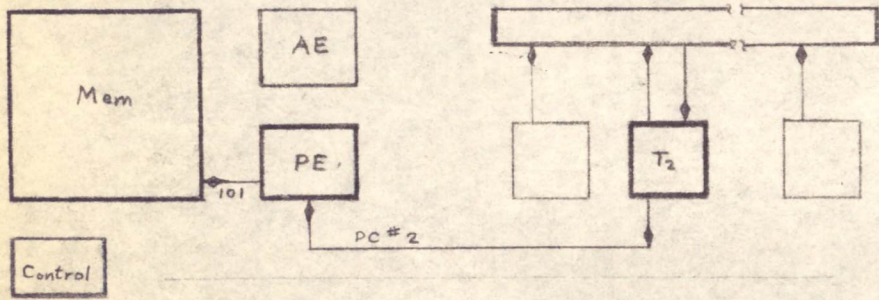 AE
Mem
PE
T2
101
PC #2
Control